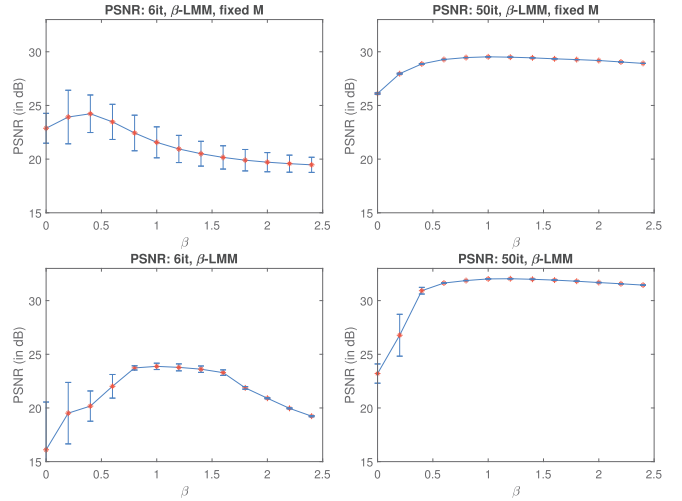 PSNR: 6it, β-LMM, fixed M
PSNR (in dB)
30
25
20
15
0 0.5 1 1.5 2 2.5
β
PSNR: 50it, β-LMM, fixed M
PSNR (in dB)
30
25
20
15
0 0.5 1 1.5 2 2.5
β
PSNR: 6it, β-LMM
PSNR (in dB)
30
25
20
15
0 0.5 1 1.5 2 2.5
β
PSNR: 50it, β-LMM
PSNR (in dB)
30
25
20
15
0 0.5 1 1.5 2 2.5
β